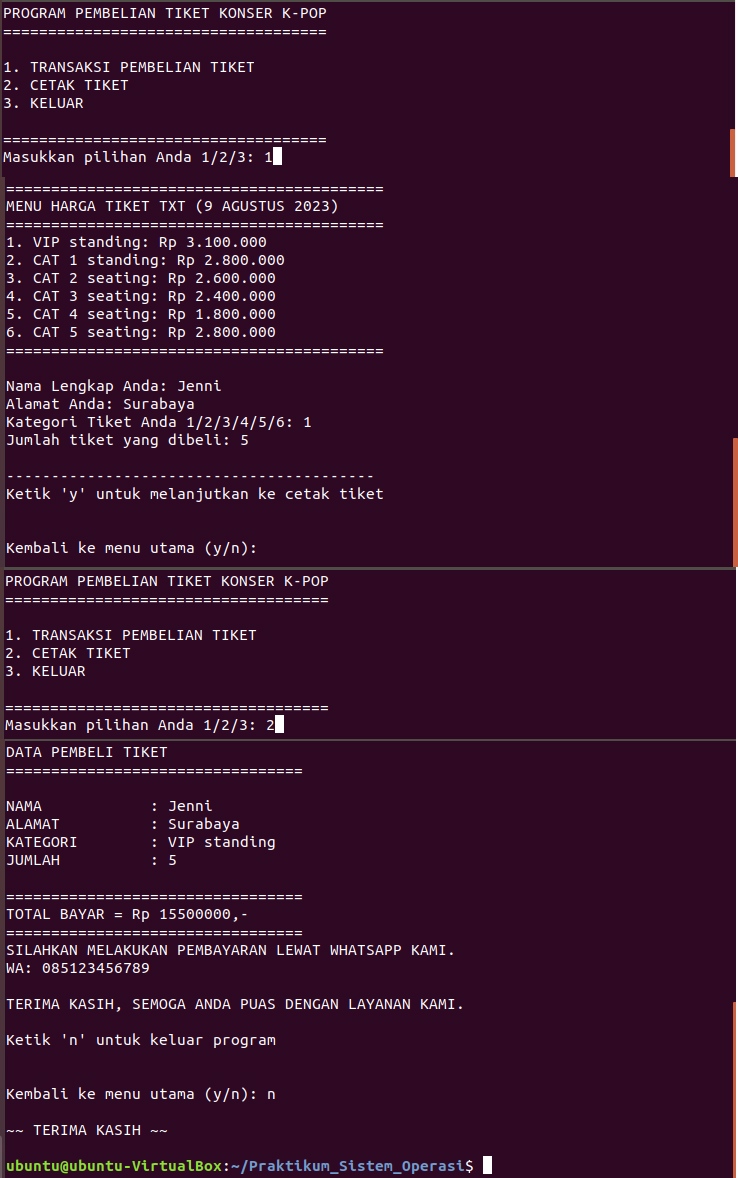 PROGRAM PEMBELIAN TIKET KONSER K-POP
====================================
1. TRANSAKSI PEMBELIAN TIKET
2. CETAK TIKET
3. KELUAR
====================================
Masukkan pilihan Anda 1/2/3: 1
==========================================
MENU HARGA TIKET TXT (9 AGUSTUS 2023)
==========================================
1. VIP standing: Rp 3.100.000
2. CAT 1 standing: Rp 2.800.000
3. CAT 2 seating: Rp 2.600.000
4. CAT 3 seating: Rp 2.400.000
5. CAT 4 seating: Rp 1.800.000
6. CAT 5 seating: Rp 2.800.000
==========================================
Nama Lengkap Anda: Jenni
Alamat Anda: Surabaya
Kategori Tiket Anda 1/2/3/4/5/6: 1
Jumlah tiket yang dibeli: 5
-----------------------------------------
Ketik 'y' untuk melanjutkan ke cetak tiket
Kembali ke menu utama (y/n):
PROGRAM PEMBELIAN TIKET KONSER K-POP
====================================
1. TRANSAKSI PEMBELIAN TIKET
2. CETAK TIKET
3. KELUAR
====================================
Masukkan pilihan Anda 1/2/3: 2
DATA PEMBELI TIKET
=================================
NAMA            : Jenni
ALAMAT          : Surabaya
KATEGORI        : VIP standing
JUMLAH          : 5
=================================
TOTAL BAYAR = Rp 15500000,-
=================================
SILAHKAN MELAKUKAN PEMBAYARAN LEWAT WHATSAPP KAMI.
WA: 085123456789
TERIMA KASIH, SEMOGA ANDA PUAS DENGAN LAYANAN KAMI.
Ketik 'n' untuk keluar program
Kembali ke menu utama (y/n): n
~~ TERIMA KASIH ~~
ubuntu@ubuntu-VirtualBox:~/Praktikum_Sistem_Operasi$